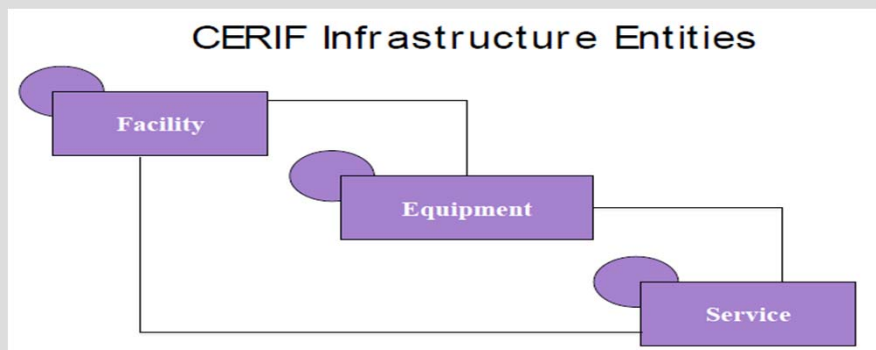 CERIF Infrastructure Entities
Facility
Equipment
Service